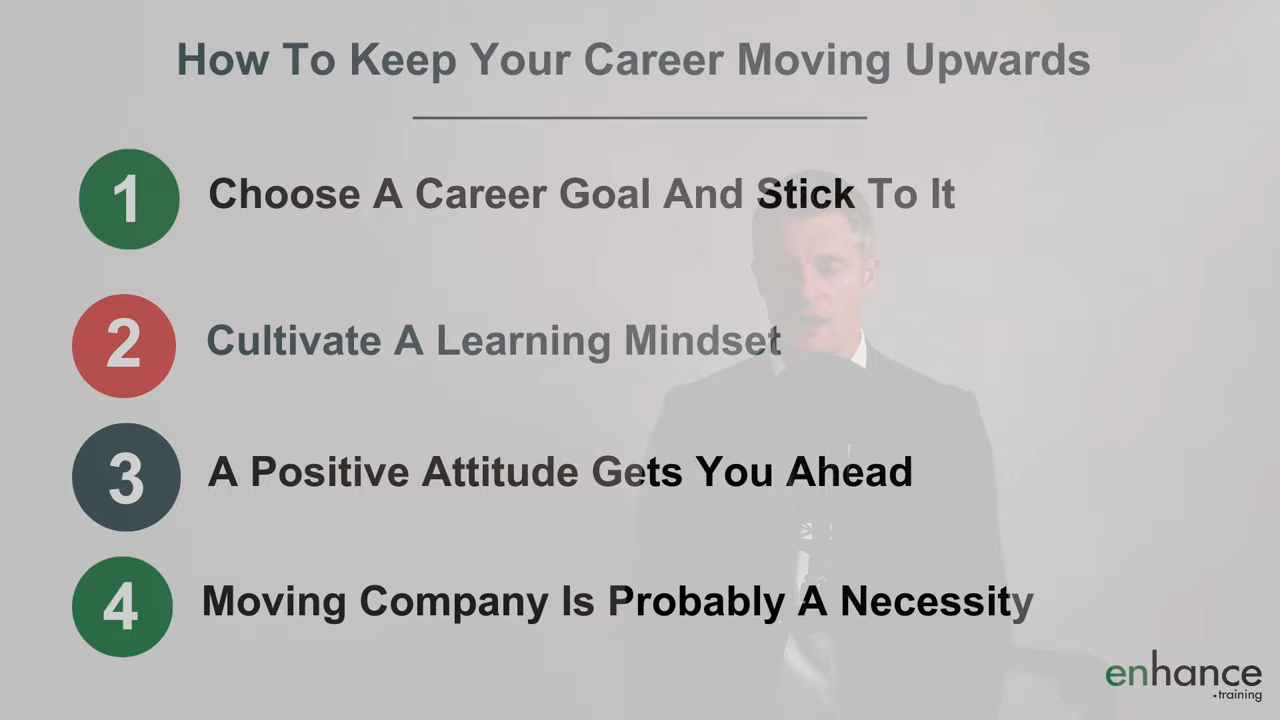 How To Keep Your Career Moving Upwards
1 Choose A Career Goal And Stick To It
2 Cultivate A Learning Mindset
3 A Positive Attitude Gets You Ahead
4 Moving Company Is Probably A Necessity
enhance
.training